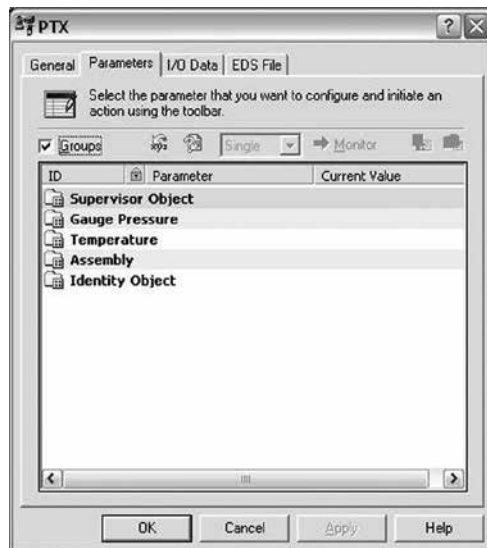 PTX
General Parameters I/O Data EDS File
Select the parameter that you want to configure and initiate an
action using the toolbar.
Groups Single Monitor
ID Parameter Current Value
Supervisor Object
Gauge Pressure
Temperature
Assembly
Identity Object
OK Cancel Apply Help